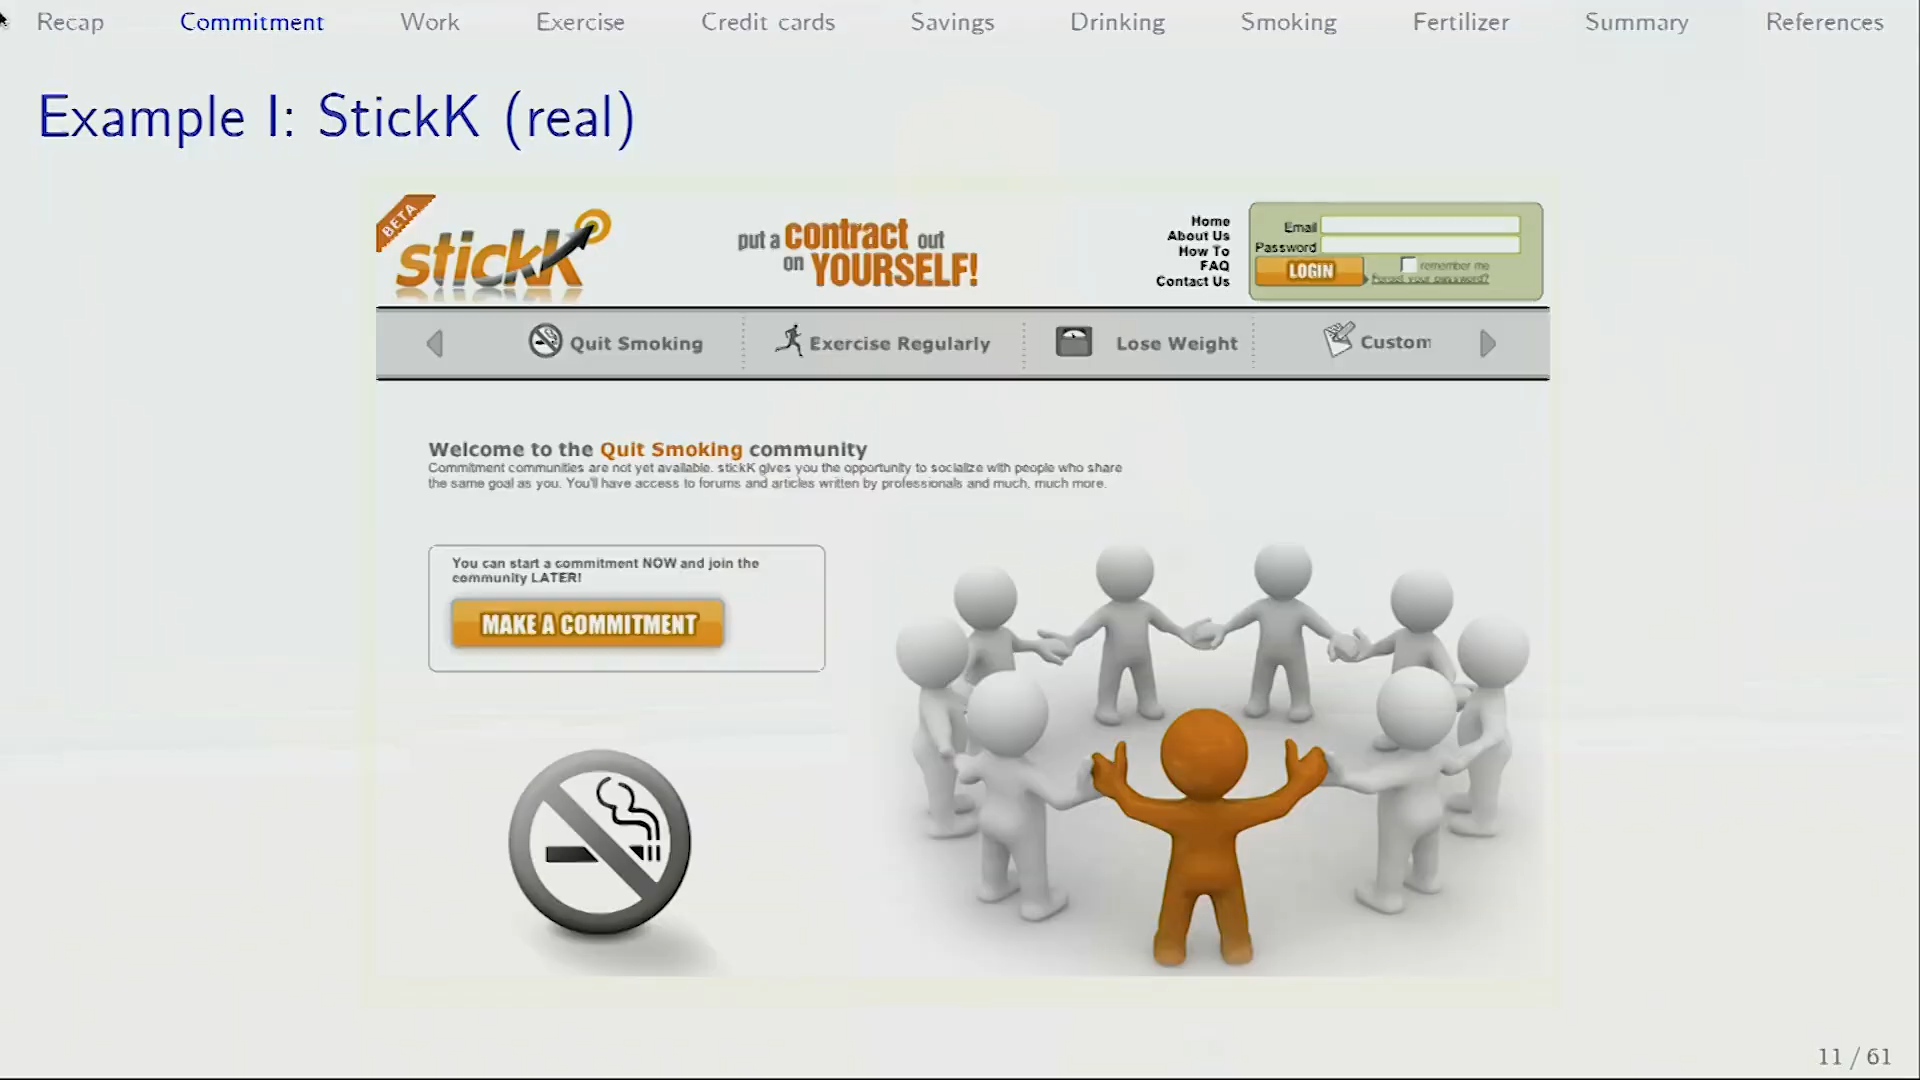 Recap Commitment Work Exercise Credit cards Savings Drinking Smoking Fertilizer Summary References
Example I: StickK (real)
BETA
stickK
put a contract out
on YOURSELF!
Home
About Us
How To
FAQ
Contact Us
Email
Password
LOGIN
remember me
Forgot your password?
Quit Smoking
Exercise Regularly
Lose Weight
Custom
Welcome to the Quit Smoking community
Commitment communities are not yet available. stickK gives you the opportunity to socialize with people who share
the same goal as you. You'll have access to forums and articles written by professionals and much, much more.
You can start a commitment NOW and join the
community LATER!
MAKE A COMMITMENT
11 / 61